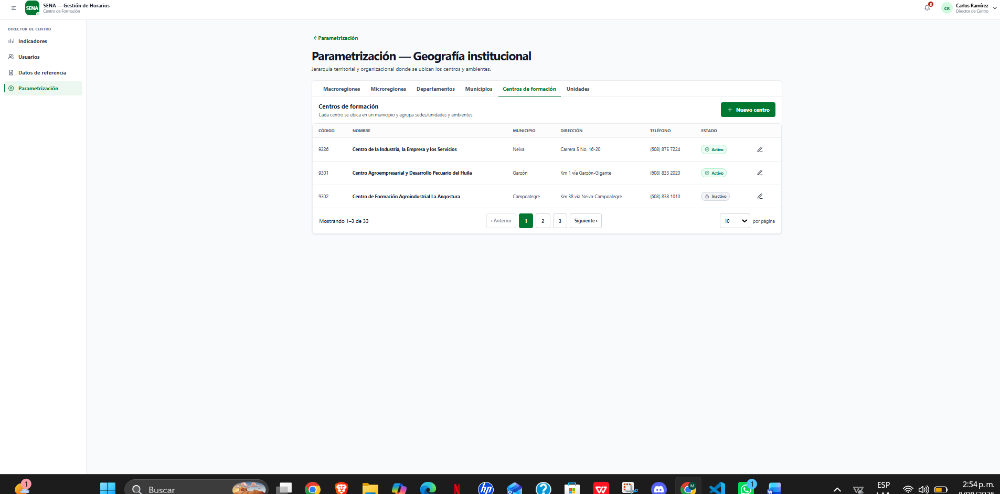 SENA
SENA — Gestión de Horarios
Centro de Formación
3
CR
Carlos Ramírez
Director de Centro
DIRECTOR DE CENTRO
Indicadores
Usuarios
Datos de referencia
Parametrización
← Parametrización
Parametrización — Geografía institucional
Jerarquía territorial y organizacional donde se ubican los centros y ambientes.
Macroregiones Microregiones Departamentos Municipios Centros de formación Unidades
Centros de formación
Cada centro se ubica en un municipio y agrupa sedes/unidades y ambientes.
+ Nuevo centro
CÓDIGO NOMBRE MUNICIPIO DIRECCIÓN TELÉFONO ESTADO
9226 Centro de la Industria, la Empresa y los Servicios Neiva Carrera 5 No. 16-20 (608) 875 7224 Activo
9301 Centro Agroempresarial y Desarrollo Pecuario del Huila Garzón Km 1 vía Garzón-Gigante (608) 833 2020 Activo
9302 Centro de Formación Agroindustrial La Angostura Campoalegre Km 38 vía Neiva-Campoalegre (608) 838 1010 Inactivo
Mostrando 1–3 de 33 ‹ Anterior 1 2 3 Siguiente › 10 por página
1
Buscar
N
hp
?
W
M
1
W
ESP
2:54 p. m.